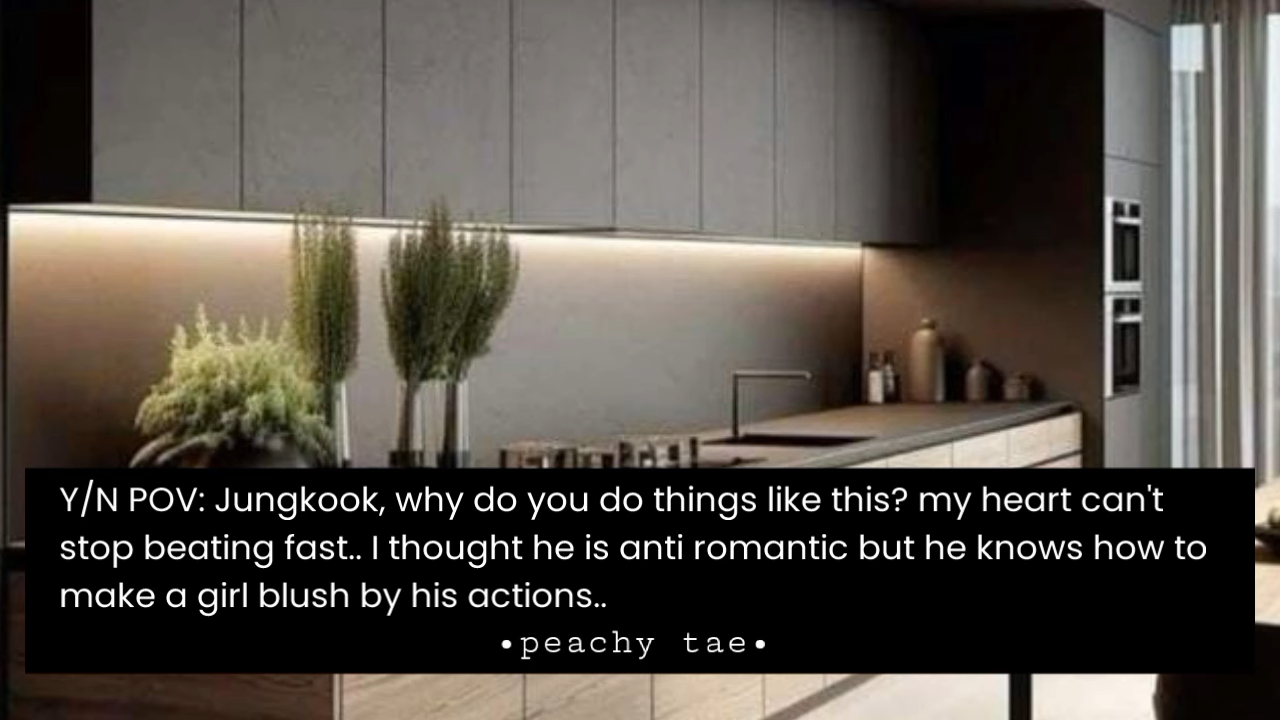 Y/N POV: Jungkook, why do you do things like this? my heart can't
stop beating fast.. I thought he is anti romantic but he knows how to
make a girl blush by his actions..
•peachy tae•